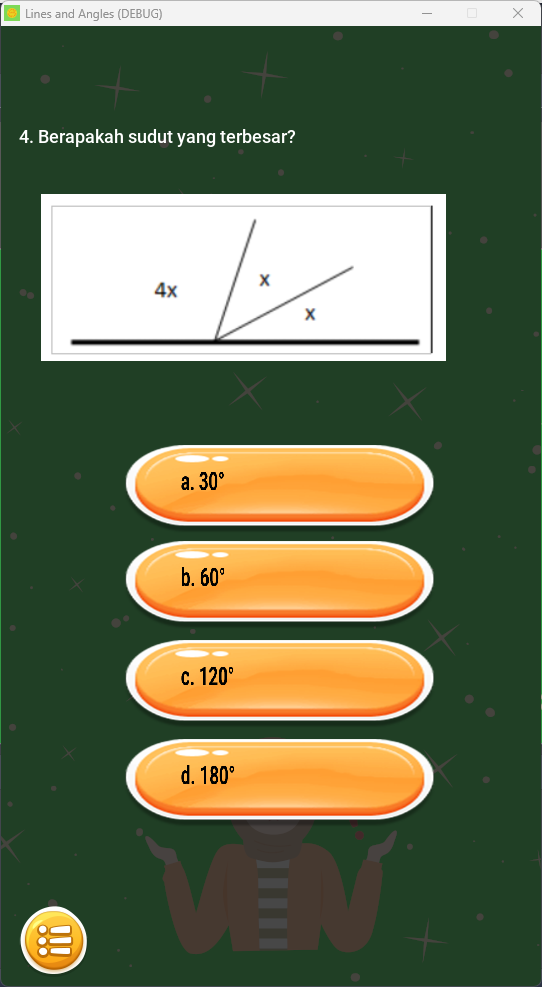 Lines and Angles (DEBUG)
4. Berapakah sudut yang terbesar?
4x
x
x
a. 30°
b. 60°
c. 120°
d. 180°